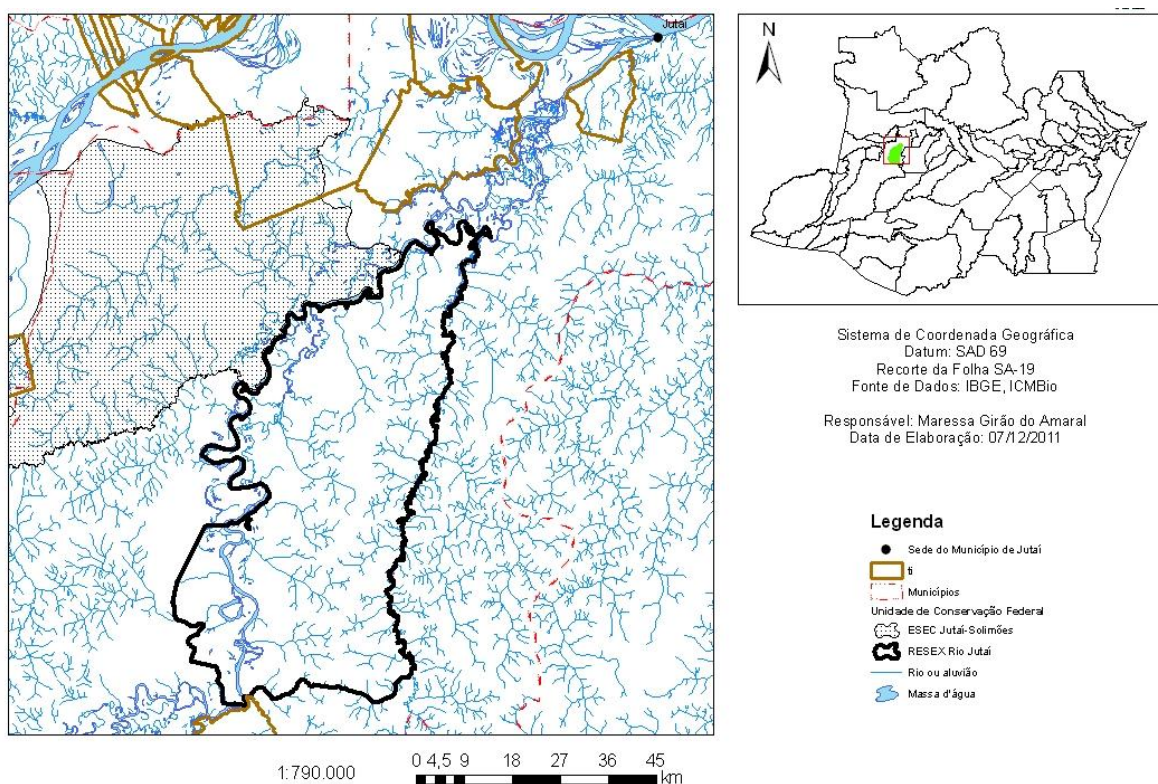 Jutaí
N
Sistema de Coordenada Geográfica
Datum: SAD 69
Recorte da Folha SA-19
Fonte de Dados: IBGE, ICMBio
Responsável: Maressa Girão do Amaral
Data de Elaboração: 07/12/2011
Legenda
Sede do Município de Jutaí
ti
Municípios
Unidade de Conservação Federal
ESEC Jutaí-Solimões
RESEX Rio Jutaí
Rio ou aluvião
Massa d'água
1:790.000
0 4,5 9 18 27 36 45
km